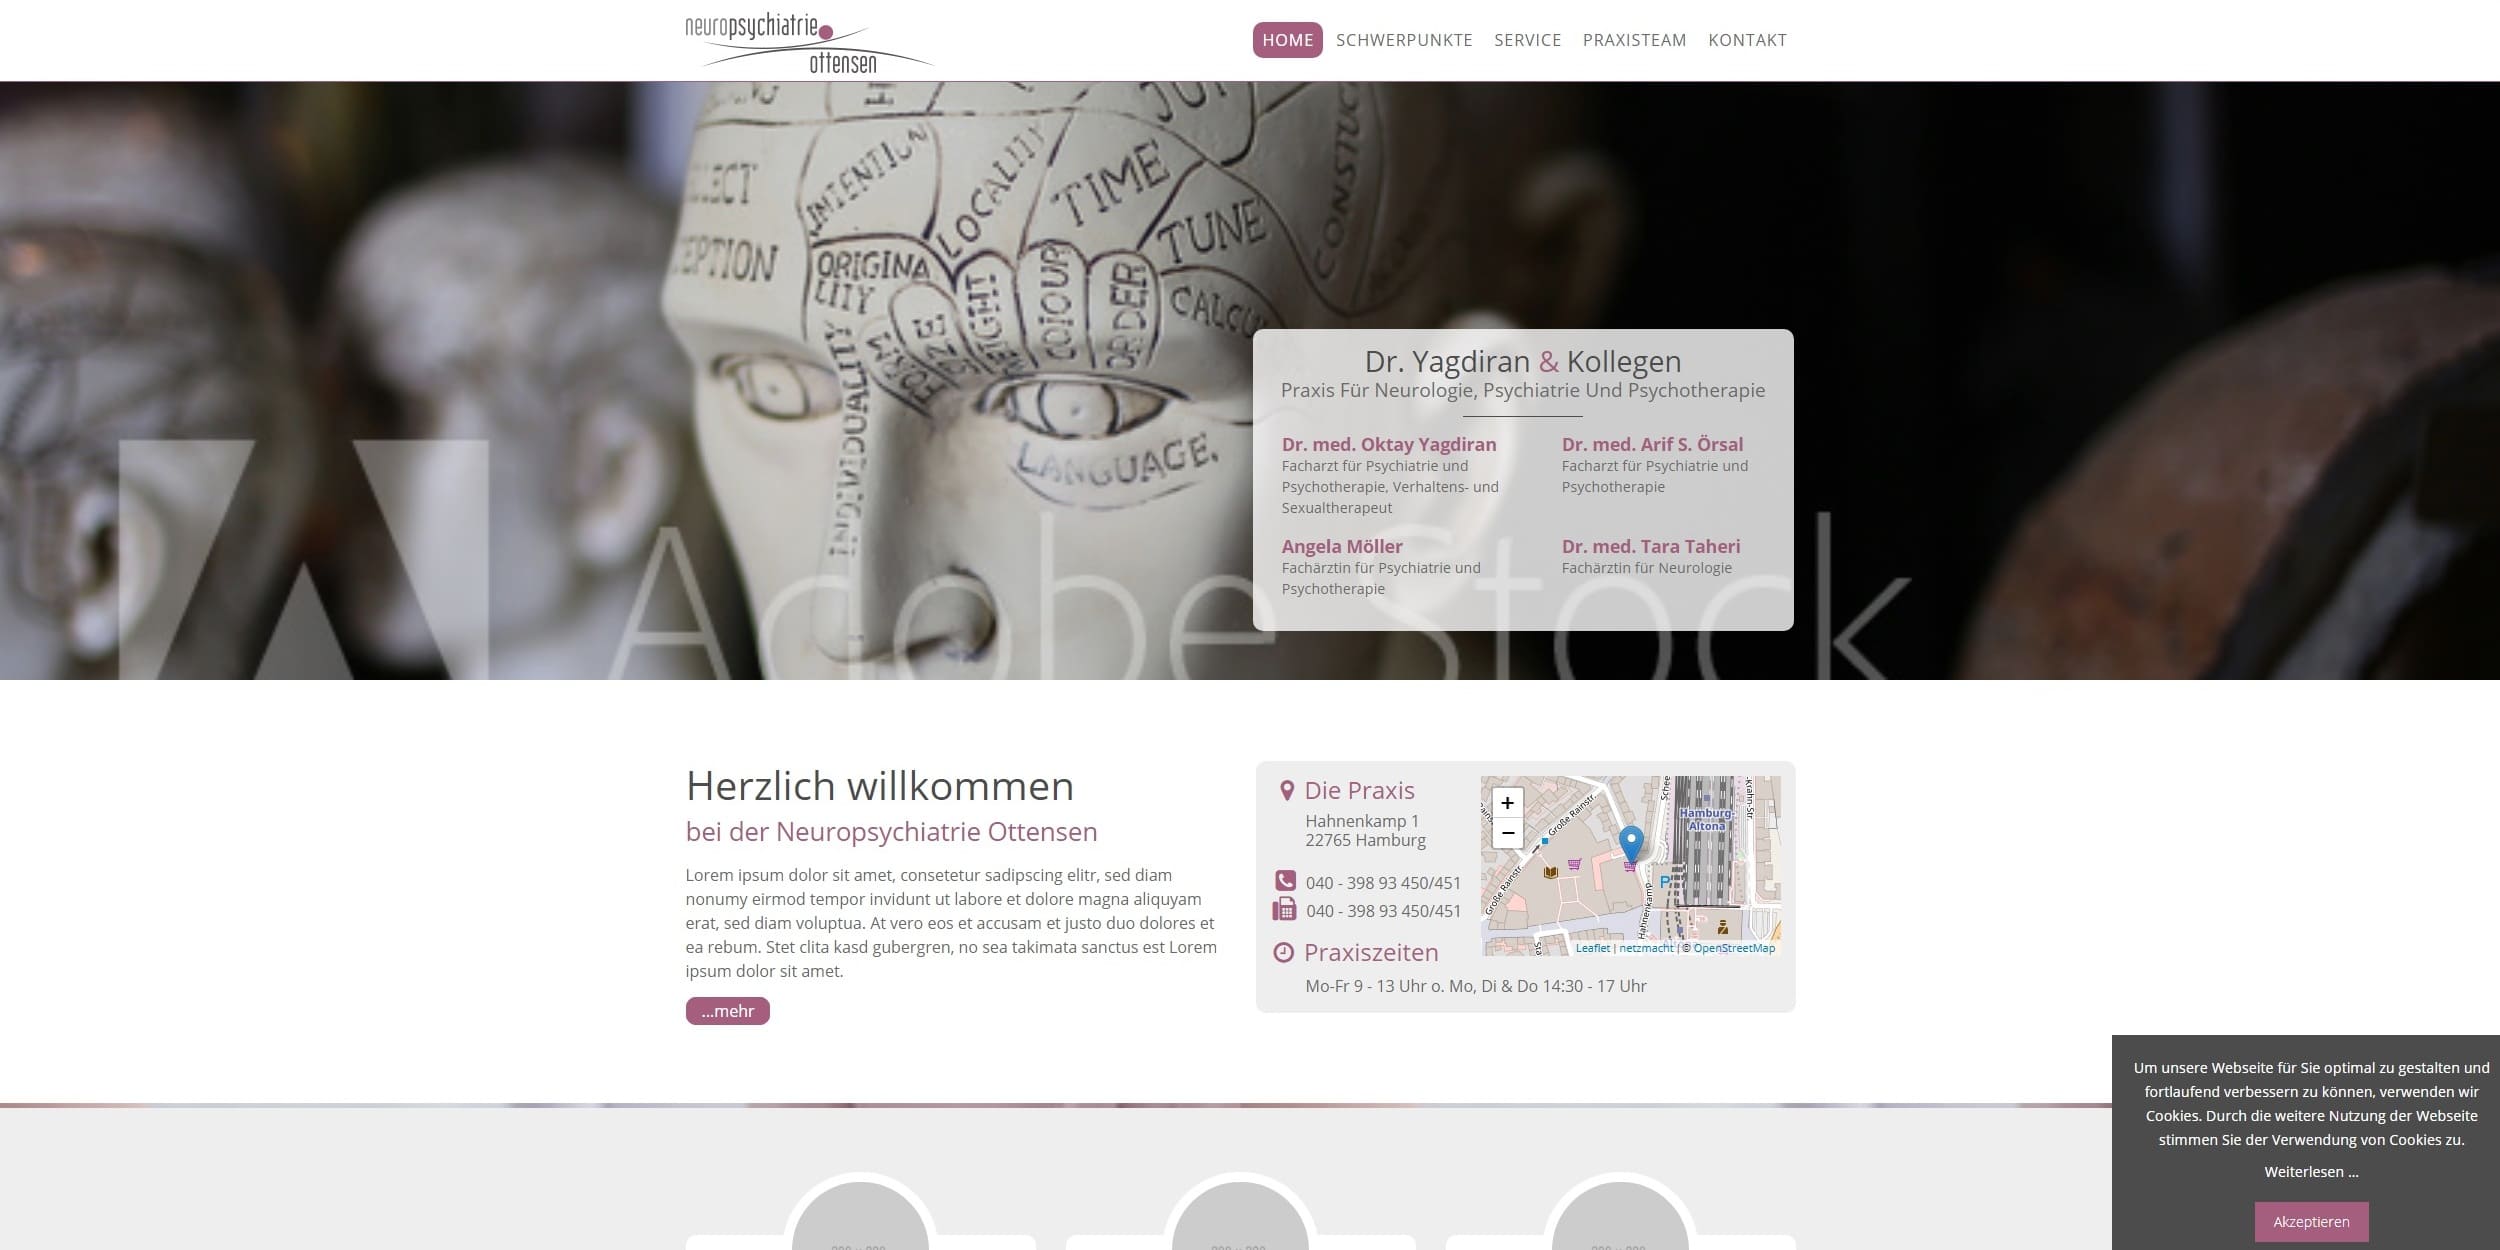 neuropsychiatrie
ottensen
HOME SCHWERPUNKTE SERVICE PRAXISTEAM KONTAKT
INTENTION
LOCALITY
TIME
TUNE
ORIGINA
LITY
COlOUR
ORDER
INDIVIDUALITY
FORM
LANGUAGE.
Adobe Stock
Dr. Yagdiran & Kollegen
Praxis Für Neurologie, Psychiatrie Und Psychotherapie
Dr. med. Oktay Yagdiran
Facharzt für Psychiatrie und
Psychotherapie, Verhaltens- und
Sexualtherapeut
Dr. med. Arif S. Örsal
Facharzt für Psychiatrie und
Psychotherapie
Angela Möller
Fachärztin für Psychiatrie und
Psychotherapie
Dr. med. Tara Taheri
Fachärztin für Neurologie
Herzlich willkommen
bei der Neuropsychiatrie Ottensen
Lorem ipsum dolor sit amet, consetetur sadipscing elitr, sed diam
nonumy eirmod tempor invidunt ut labore et dolore magna aliquyam
erat, sed diam voluptua. At vero eos et accusam et justo duo dolores et
ea rebum. Stet clita kasd gubergren, no sea takimata sanctus est Lorem
ipsum dolor sit amet.
...mehr
Die Praxis
Hahnenkamp 1
22765 Hamburg
040 - 398 93 450/451
040 - 398 93 450/451
Praxiszeiten
Mo-Fr 9 - 13 Uhr o. Mo, Di & Do 14:30 - 17 Uhr
+
−
Große Rainstr.
Große Rainstr.
Hahnenkamp
Hamburg-
Altona
P
Leaflet | netzmacht | © OpenStreetMap
Um unsere Webseite für Sie optimal zu gestalten und
fortlaufend verbessern zu können, verwenden wir
Cookies. Durch die weitere Nutzung der Webseite
stimmen Sie der Verwendung von Cookies zu.
Weiterlesen ...
Akzeptieren